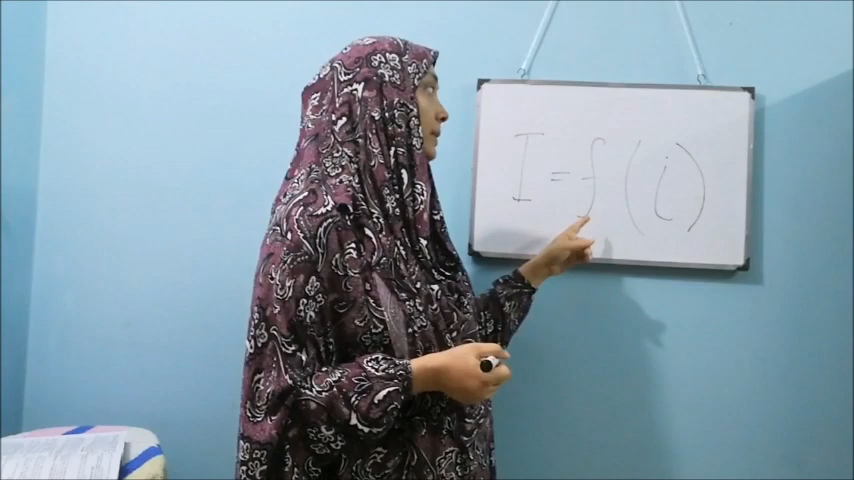 I = f (i)